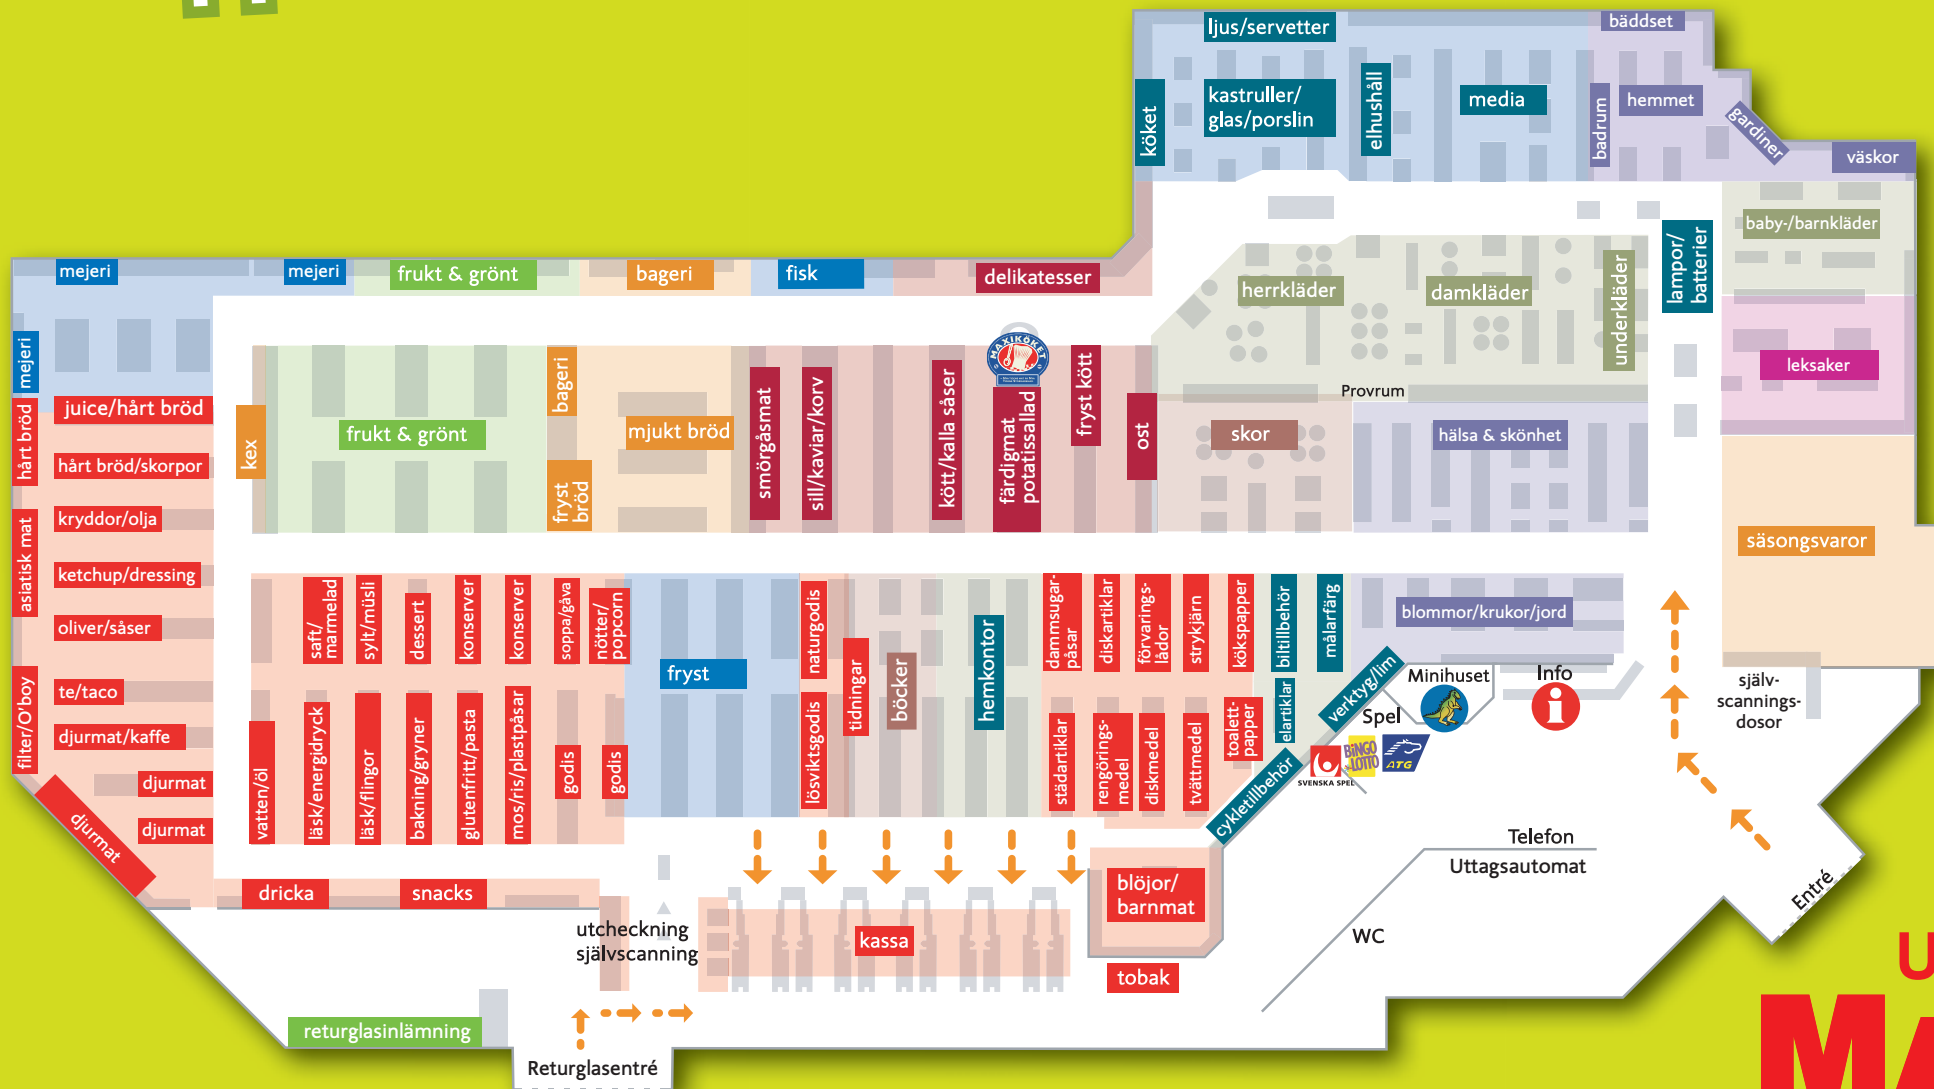 ljus/servetter
bäddset
köket
kastruller/
glas/porslin
elhushåll
media
badrum
hemmet
gardiner
väskor
baby-/barnkläder
lampor/
batterier
mejeri
mejeri
frukt & grönt
bageri
fisk
delikatesser
herrkläder
damkläder
underkläder
leksaker
mejeri
Provrum
hårt bröd
juice/hårt bröd
hårt bröd/skorpor
kex
frukt & grönt
bageri
fryst
bröd
mjukt bröd
smörgåsmat
sill/kaviar/korv
kött/kalla såser
MAXIKÖKET
färdigmat
potatissallad
fryst kött
ost
skor
hälsa & skönhet
säsongsvaror
asiatisk mat
kryddor/olja
ketchup/dressing
oliver/såser
filter/O'boy
te/taco
djurmat/kaffe
djurmat
djurmat
djurmat
saft/
marmelad
sylt/müsli
dessert
konserver
konserver
soppa/gåva
nötter/
popcorn
fryst
naturgodis
tidningar
böcker
hemkontor
dammsugar-
påsar
diskartiklar
förvarings-
lådor
strykjärn
kökspapper
biltillbehör
målarfärg
blommor/krukor/jord
vatten/öl
läsk/energidryck
läsk/flingor
bakning/gryner
glutenfritt/pasta
mos/ris/plastpåsar
godis
godis
lösviktsgodis
städartiklar
rengörings-
medel
diskmedel
tvättmedel
toalett-
papper
elartiklar
verktyg/lim
cykletillbehör
Minihuset
Info
Spel
SVENSKA SPEL
BINGO
LOTTO
ATG
själv-
scannings-
dosor
Telefon
Uttagsautomat
Entré
WC
dricka
snacks
utcheckning
självscanning
kassa
blöjor/
barnmat
tobak
returglasinlämning
Returglasentré
U
MA